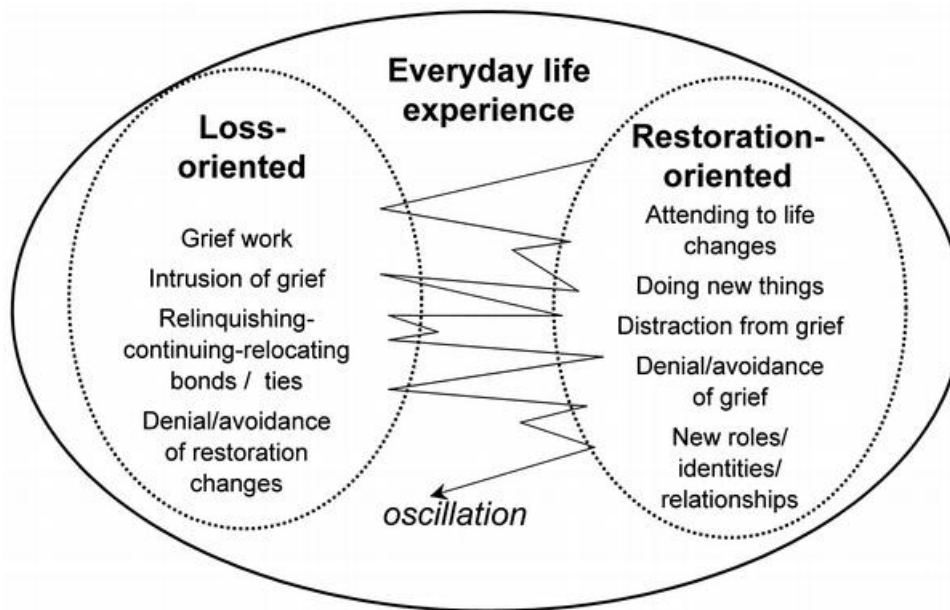 Everyday life
experience
Loss-
oriented
Grief work
Intrusion of grief
Relinquishing-
continuing-relocating
bonds / ties
Denial/avoidance
of restoration
changes
Restoration-
oriented
Attending to life
changes
Doing new things
Distraction from grief
Denial/avoidance
of grief
New roles/
identities/
relationships
oscillation